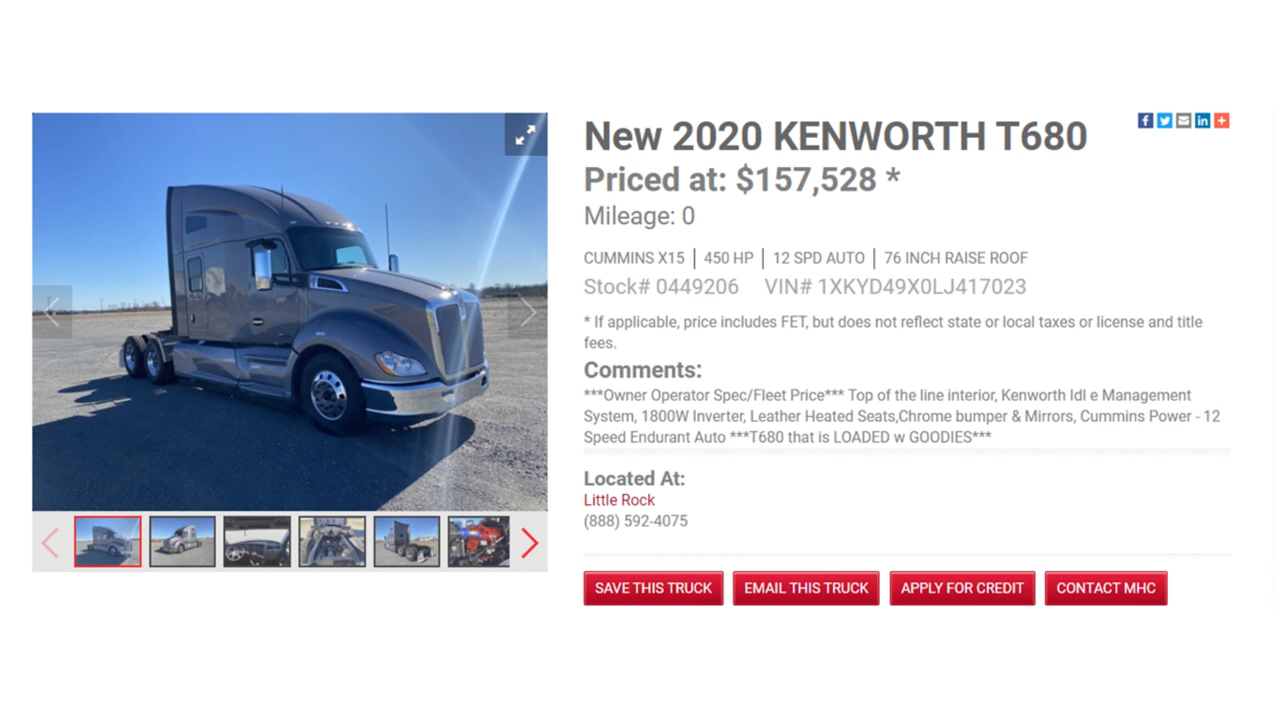 New 2020 KENWORTH T680
Priced at: $157,528 *
Mileage: 0
CUMMINS X15 | 450 HP | 12 SPD AUTO | 76 INCH RAISE ROOF
Stock# 0449206 VIN# 1XKYD49X0LJ417023
* If applicable, price includes FET, but does not reflect state or local taxes or license and title
fees.
Comments:
***Owner Operator Spec/Fleet Price*** Top of the line interior, Kenworth Idl e Management
System, 1800W Inverter, Leather Heated Seats,Chrome bumper & Mirrors, Cummins Power - 12
Speed Endurant Auto ***T680 that is LOADED w GOODIES***
Located At:
Little Rock
(888) 592-4075
SAVE THIS TRUCK EMAIL THIS TRUCK APPLY FOR CREDIT CONTACT MHC